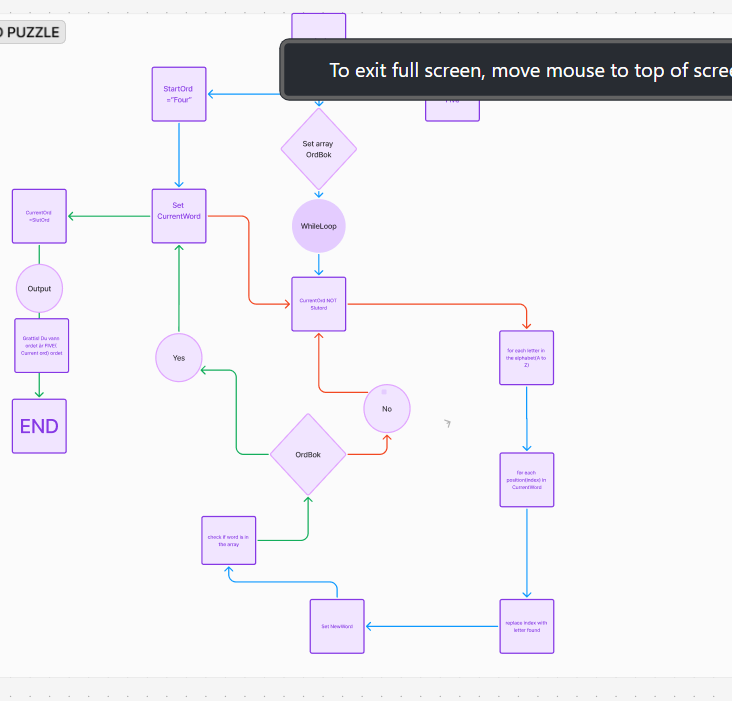 PUZZLE
To exit full screen, move mouse to top of
StartOrd
="Four"
Set array
OrdBok
CurrentOrd
=SlutOrd
Set
CurrentWord
WhileLoop
Output
CurrentOrd NOT
Slutord
Grattis! Du vann
ordet är FIVE(
Current ord) ordet
Yes
for each letter in
the alphabet(A to
Z)
No
END
OrdBok
for each
position(index) in
CurrentWord
check if word is in
the array
Set NewWord
replace index with
letter found